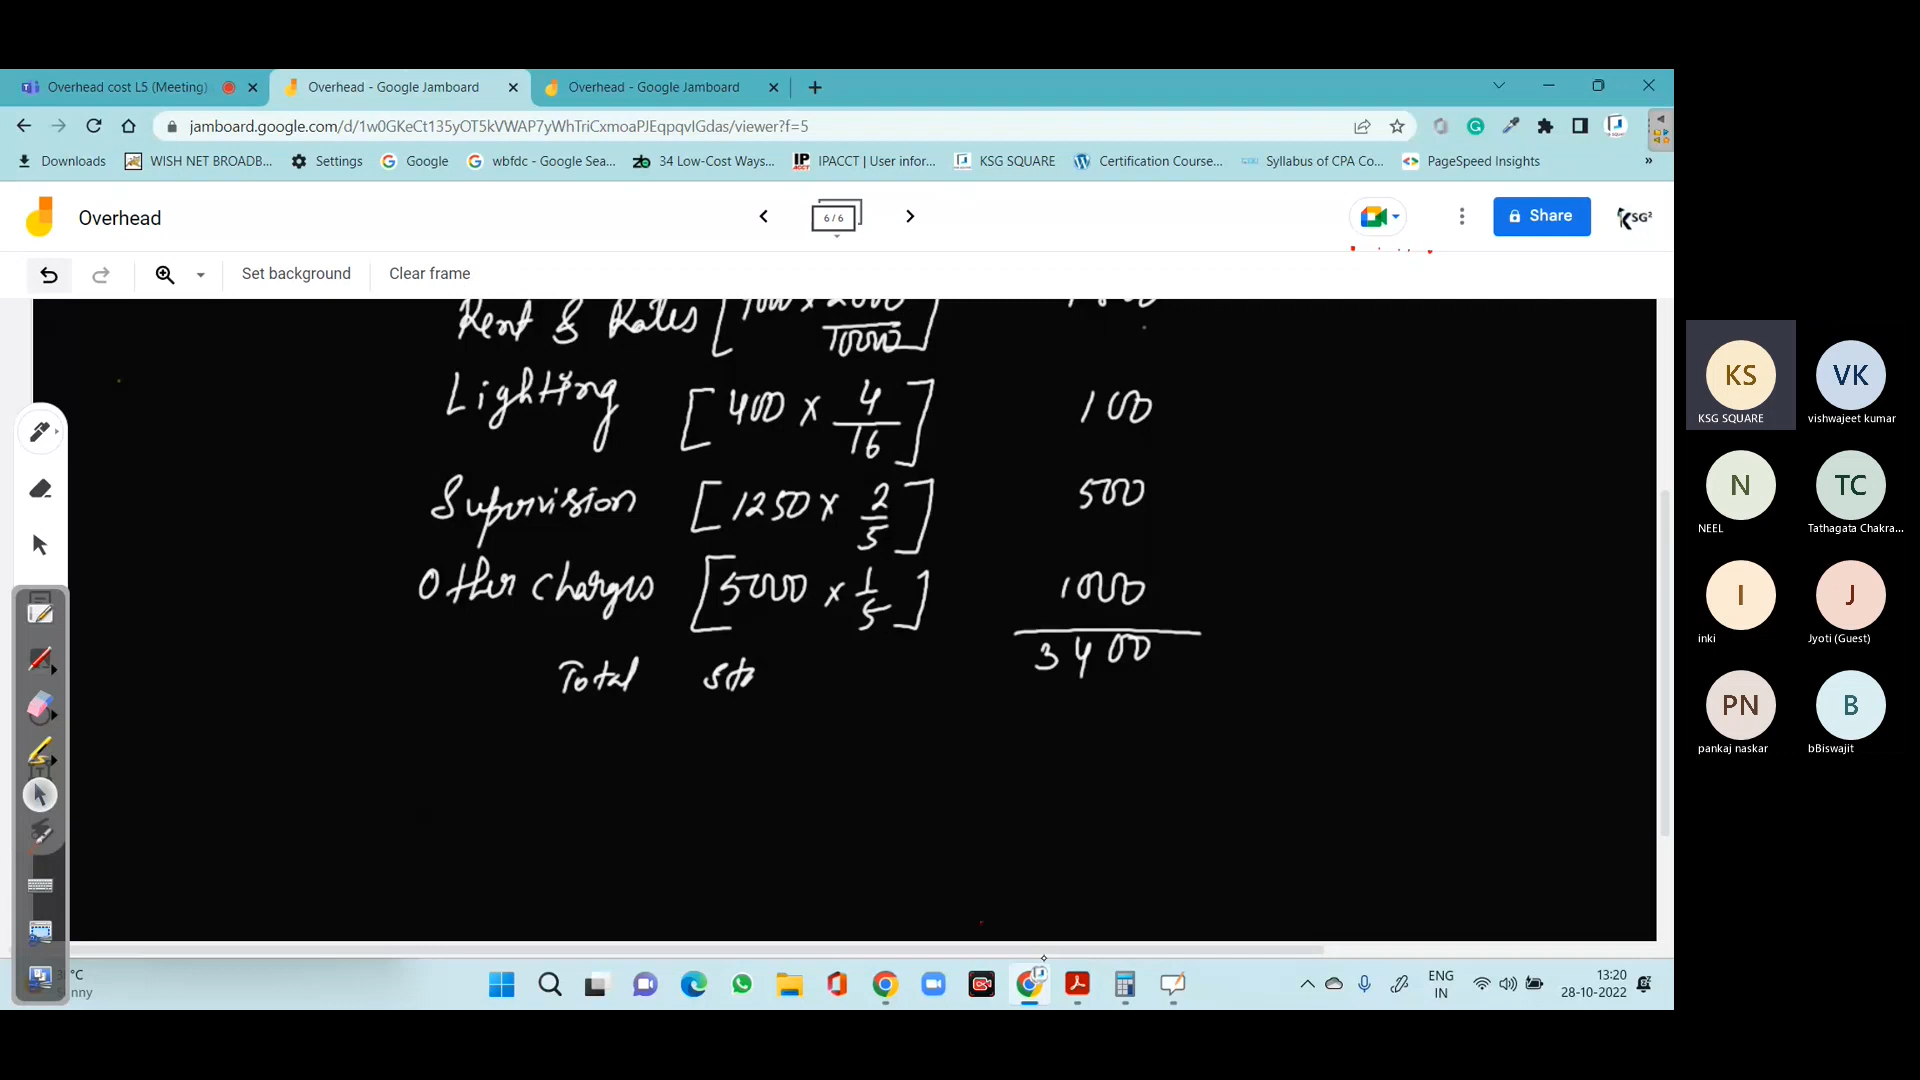 Overhead cost L5 (Meeting)
Overhead - Google Jamboard
Overhead - Google Jamboard
jamboard.google.com/d/1w0GKeCt135yOT5kVWAP7yWhTriCxmoaPJEqpqvIGdas/viewer?f=5
Downloads WISH NET BROADB... Settings Google wbfdc - Google Sea... 34 Low-Cost Ways... IPACCT | User infor... KSG SQUARE Certification Course... Syllabus of CPA Co... PageSpeed Insights »
Overhead
6 / 6
Share
KSG²
Set background Clear frame
Rent & Rates
10000
Lighting [400 x 4/16] 100
Supervision [1250 x 2/5] 500
Other charges [5000 x 1/5] 1000
3400
Total
KS
KSG SQUARE
VK
vishwajeet kumar
N
NEEL
TC
Tathagata Chakra...
I
inki
J
Jyoti (Guest)
PN
pankaj naskar
B
bBiswajit
°C
ENG
IN
13:20
28-10-2022